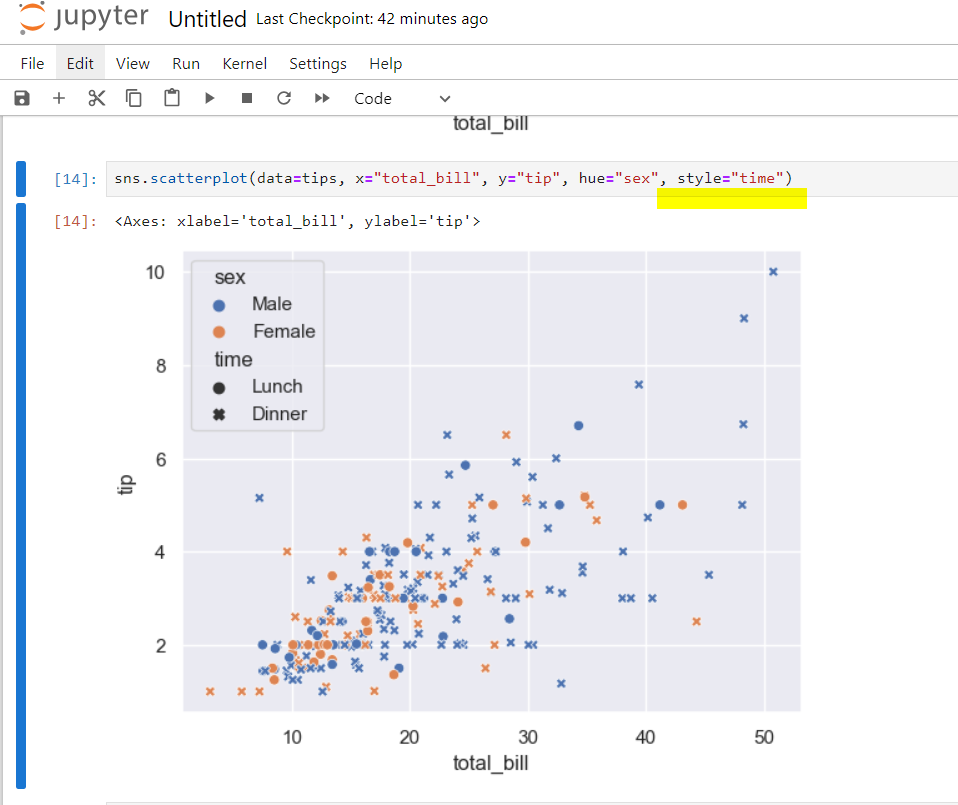 jupyter Untitled Last Checkpoint: 42 minutes ago
File Edit View Run Kernel Settings Help
Code
total_bill
[14]: sns.scatterplot(data=tips, x="total_bill", y="tip", hue="sex", style="time")
[14]: <Axes: xlabel='total_bill', ylabel='tip'>
10
8
6
4
2
tip
sex
Male
Female
time
Lunch
Dinner
10 20 30 40 50
total_bill